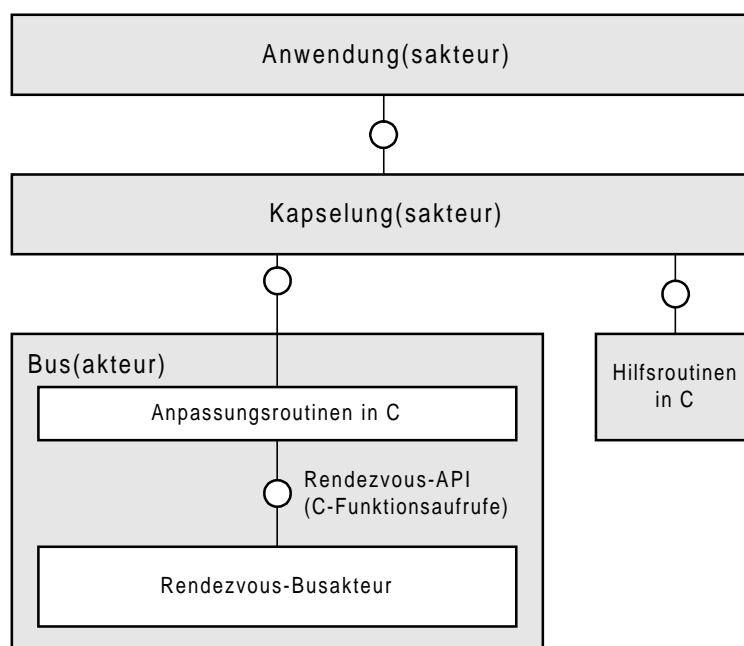 Anwendung(sakteur)
Kapselung(sakteur)
Bus(akteur)
Anpassungsroutinen in C
Hilfsroutinen
in C
Rendezvous-API
(C-Funktionsaufrufe)
Rendezvous-Busakteur